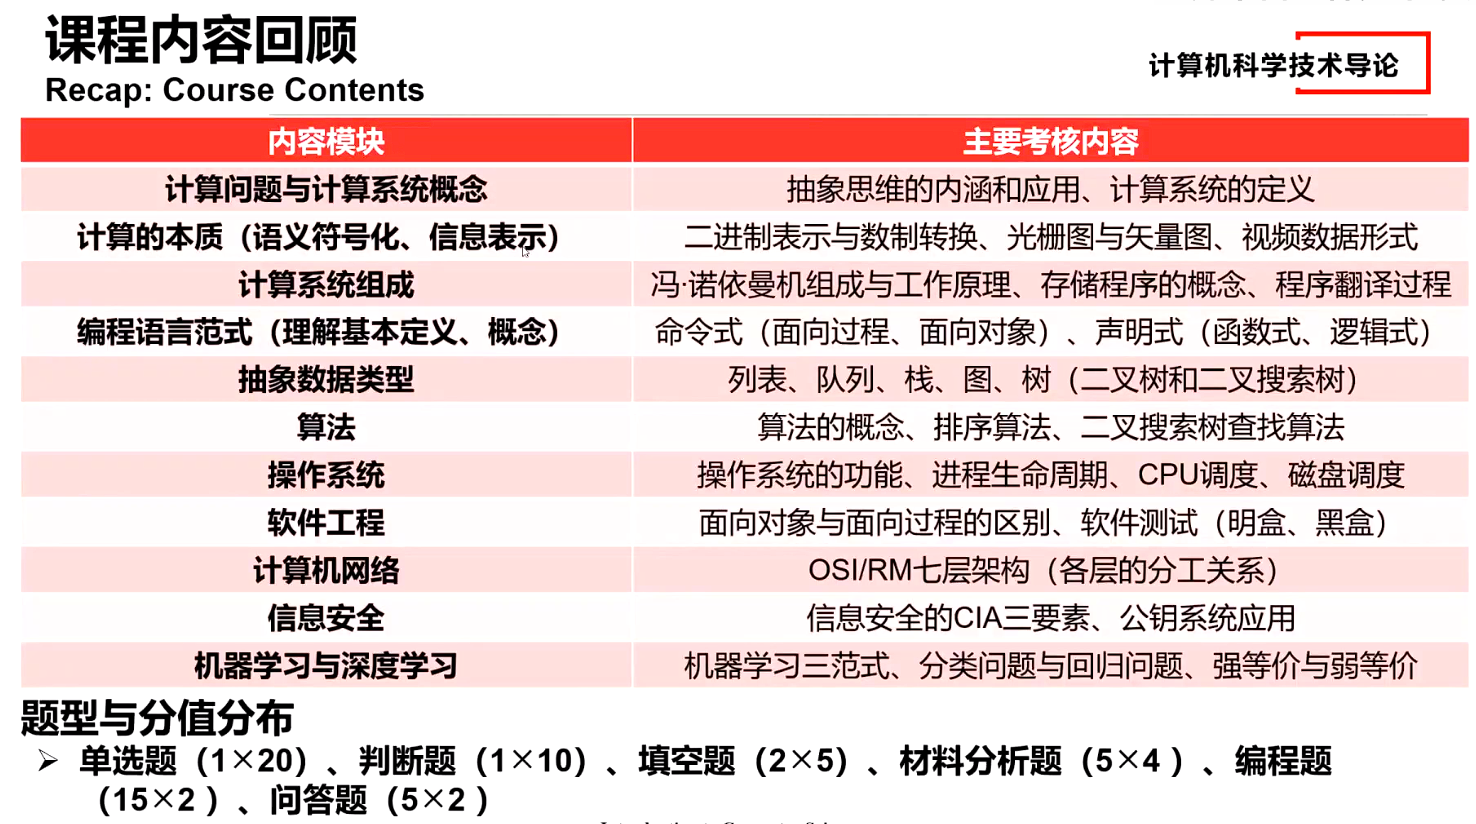 课程内容回顾
Recap: Course Contents
计算机科学技术导论
内容模块 主要考核内容
计算问题与计算系统概念 抽象思维的内涵和应用、计算系统的定义
计算的本质（语义符号化、信息表示） 二进制表示与数制转换、光栅图与矢量图、视频数据形式
计算系统组成 冯·诺依曼机组成与工作原理、存储程序的概念、程序翻译过程
编程语言范式（理解基本定义、概念） 命令式（面向过程、面向对象）、声明式（函数式、逻辑式）
抽象数据类型 列表、队列、栈、图、树（二叉树和二叉搜索树）
算法 算法的概念、排序算法、二叉搜索树查找算法
操作系统 操作系统的功能、进程生命周期、CPU调度、磁盘调度
软件工程 面向对象与面向过程的区别、软件测试（明盒、黑盒）
计算机网络 OSI/RM七层架构（各层的分工关系）
信息安全 信息安全的CIA三要素、公钥系统应用
机器学习与深度学习 机器学习三范式、分类问题与回归问题、强等价与弱等价
题型与分值分布
➢ 单选题（1×20）、判断题（1×10）、填空题（2×5）、材料分析题（5×4 ）、编程题
（15×2 ）、问答题（5×2 ）